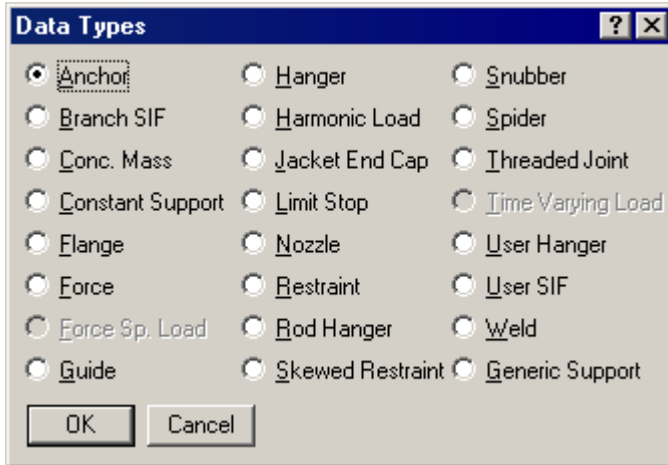 Data Types
Anchor Hanger Snubber
Branch SIF Harmonic Load Spider
Conc. Mass Jacket End Cap Threaded Joint
Constant Support Limit Stop Time Varying Load
Flange Nozzle User Hanger
Force Restraint User SIF
Force Sp. Load Rod Hanger Weld
Guide Skewed Restraint Generic Support
OK Cancel